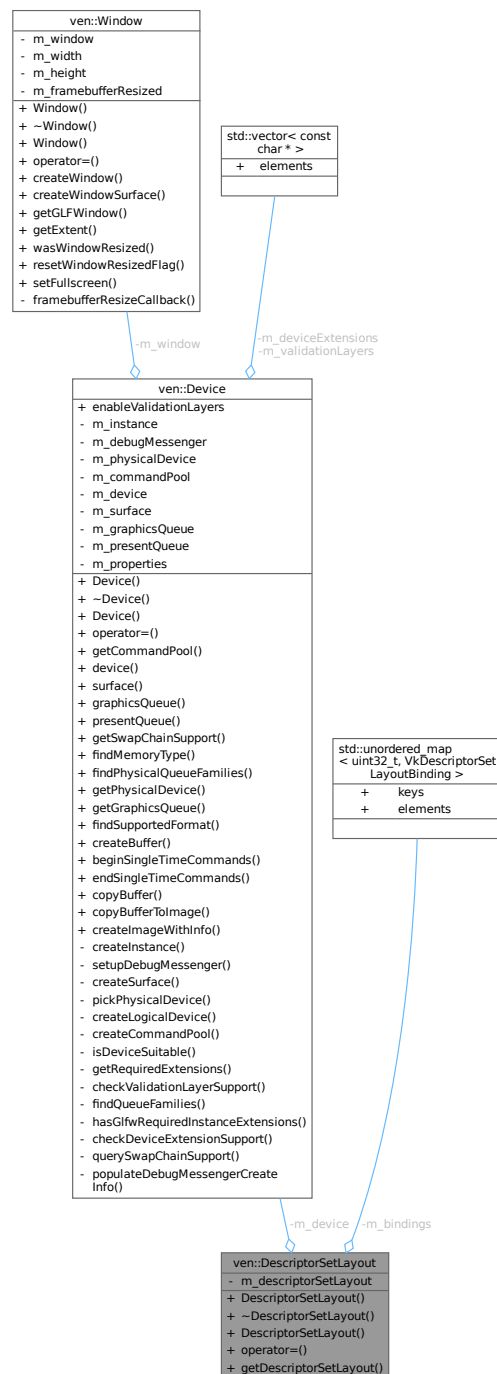 ven::Window
- m_window
- m_width
- m_height
- m_framebufferResized
+ Window()
+ ~Window()
+ Window()
+ operator=()
+ createWindow()
+ createWindowSurface()
+ getGLFWindow()
+ getExtent()
+ wasWindowResized()
+ resetWindowResizedFlag()
+ setFullscreen()
- framebufferResizeCallback()
std::vector< const
char * >
+ elements
-m_window
-m_deviceExtensions
-m_validationLayers
ven::Device
+ enableValidationLayers
- m_instance
- m_debugMessenger
- m_physicalDevice
- m_commandPool
- m_device
- m_surface
- m_graphicsQueue
- m_presentQueue
- m_properties
+ Device()
+ ~Device()
+ Device()
+ operator=()
+ getCommandPool()
+ device()
+ surface()
+ graphicsQueue()
+ presentQueue()
+ getSwapChainSupport()
+ findMemoryType()
+ findPhysicalQueueFamilies()
+ getPhysicalDevice()
+ getGraphicsQueue()
+ findSupportedFormat()
+ createBuffer()
+ beginSingleTimeCommands()
+ endSingleTimeCommands()
+ copyBuffer()
+ copyBufferToImage()
+ createImageWithInfo()
- createInstance()
- setupDebugMessenger()
- createSurface()
- pickPhysicalDevice()
- createLogicalDevice()
- createCommandPool()
- isDeviceSuitable()
- getRequiredExtensions()
- checkValidationLayerSupport()
- findQueueFamilies()
- hasGlfwRequiredInstanceExtensions()
- checkDeviceExtensionSupport()
- querySwapChainSupport()
- populateDebugMessengerCreate
Info()
std::unordered_map
< uint32_t, VkDescriptorSet
LayoutBinding >
+ keys
+ elements
-m_device
-m_bindings
ven::DescriptorSetLayout
- m_descriptorSetLayout
+ DescriptorSetLayout()
+ ~DescriptorSetLayout()
+ DescriptorSetLayout()
+ operator=()
+ getDescriptorSetLayout()